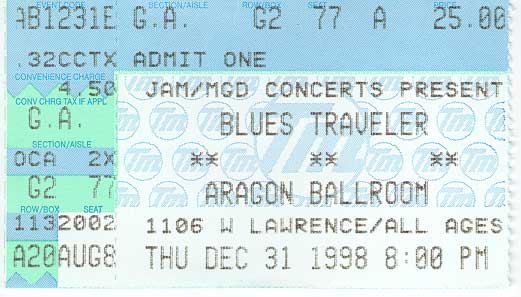 EVENT CODE SECTION/AISLE ROW/BOX SEAT ADMISSION
AB1231E G.A. G2 77 A 25.00
.32CCTX ADMIT ONE
CONVENIENCE CHARGE
4.50 JAM/MGD CONCERTS PRESENT
CONV CHRG TAX IF APPL
G.A. BLUES TRAVELER
SECTION/AISLE
OCA 2X ** ** **
G2 77 ARAGON BALLROOM
ROW/BOX SEAT
1132002 1106 W LAWRENCE/ALL AGES
A20AUG8 THU DEC 31 1998 8:00 PM